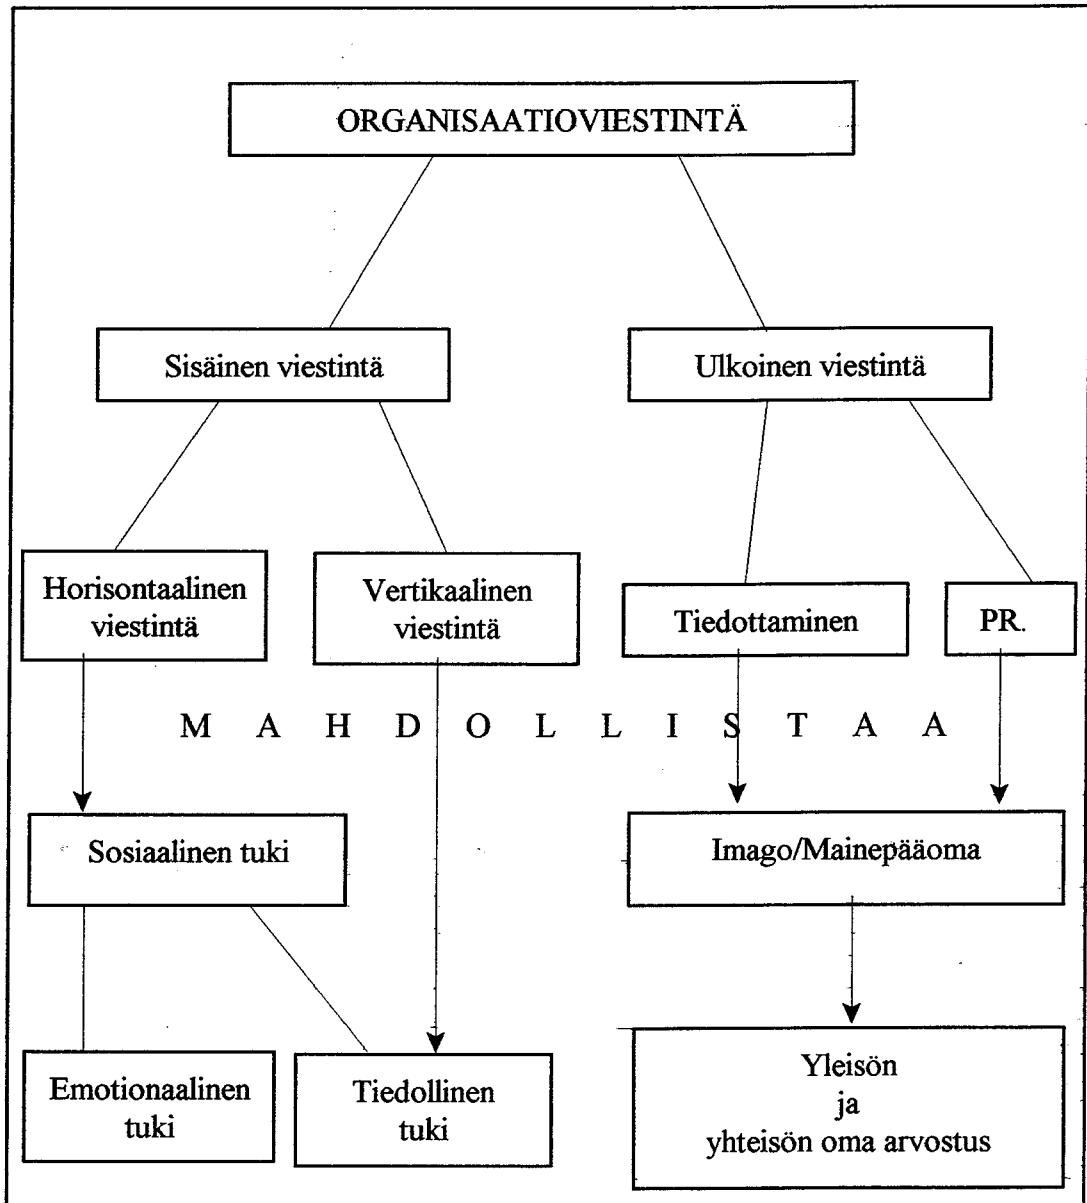 ORGANISAATIOVIESTINTÄ
Sisäinen viestintä
Ulkoinen viestintä
Horisontaalinen
viestintä
Vertikaalinen
viestintä
Tiedottaminen
PR.
M A H D O L L I S T A A
Sosiaalinen tuki
Imago/Mainepääoma
Emotionaalinen
tuki
Tiedollinen
tuki
Yleisön
ja
yhteisön oma arvostus